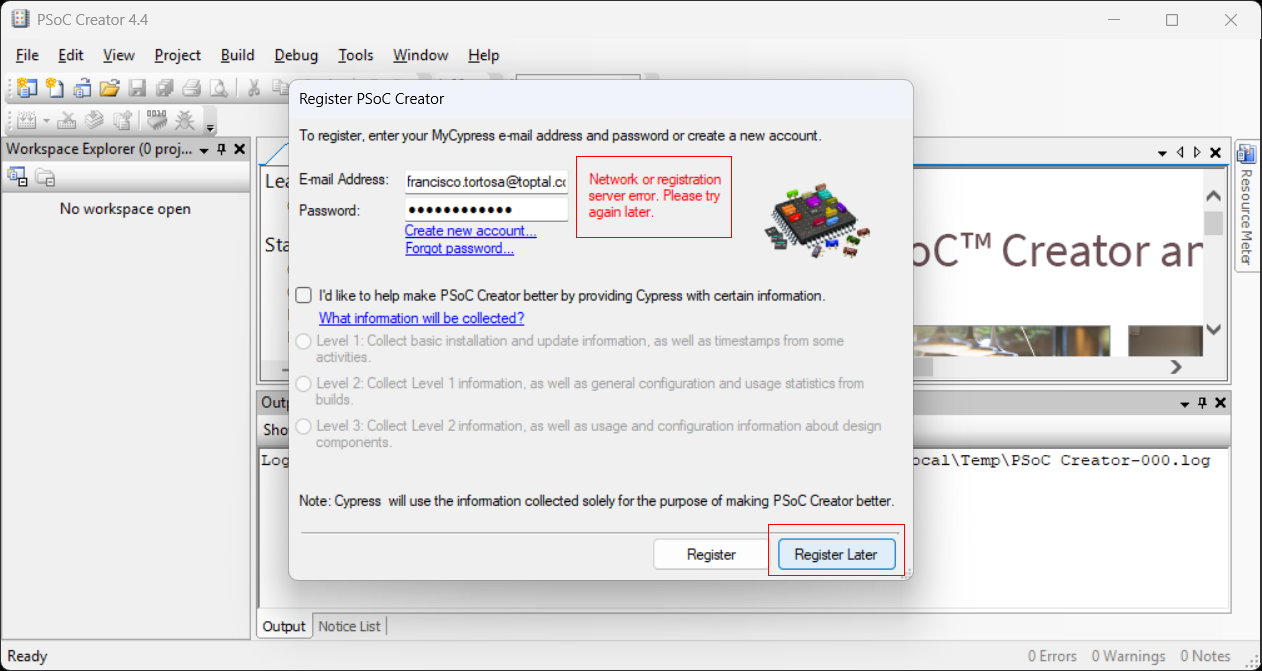 PSoC Creator 4.4
File Edit View Project Build Debug Tools Window Help
Register PSoC Creator
To register, enter your MyCypress e-mail address and password or create a new account.
E-mail Address: francisco.tortosa@toptal.co
Password: ●●●●●●●●●●●●
Create new account...
Forgot password...
Network or registration
server error. Please try
again later.
I'd like to help make PSoC Creator better by providing Cypress with certain information.
What information will be collected?
Level 1: Collect basic installation and update information, as well as timestamps from some
activities.
Level 2: Collect Level 1 information, as well as general configuration and usage statistics from
builds.
Level 3: Collect Level 2 information, as well as usage and configuration information about design
components.
Note: Cypress will use the information collected solely for the purpose of making PSoC Creator better.
Register Register Later
Workspace Explorer (0 proj...
No workspace open
Lea
Sta
oC™ Creator an
Resource Meter
Outp
Sho
Log
ocal\Temp\PSoC Creator-000.log
Output Notice List
Ready 0 Errors 0 Warnings 0 Notes